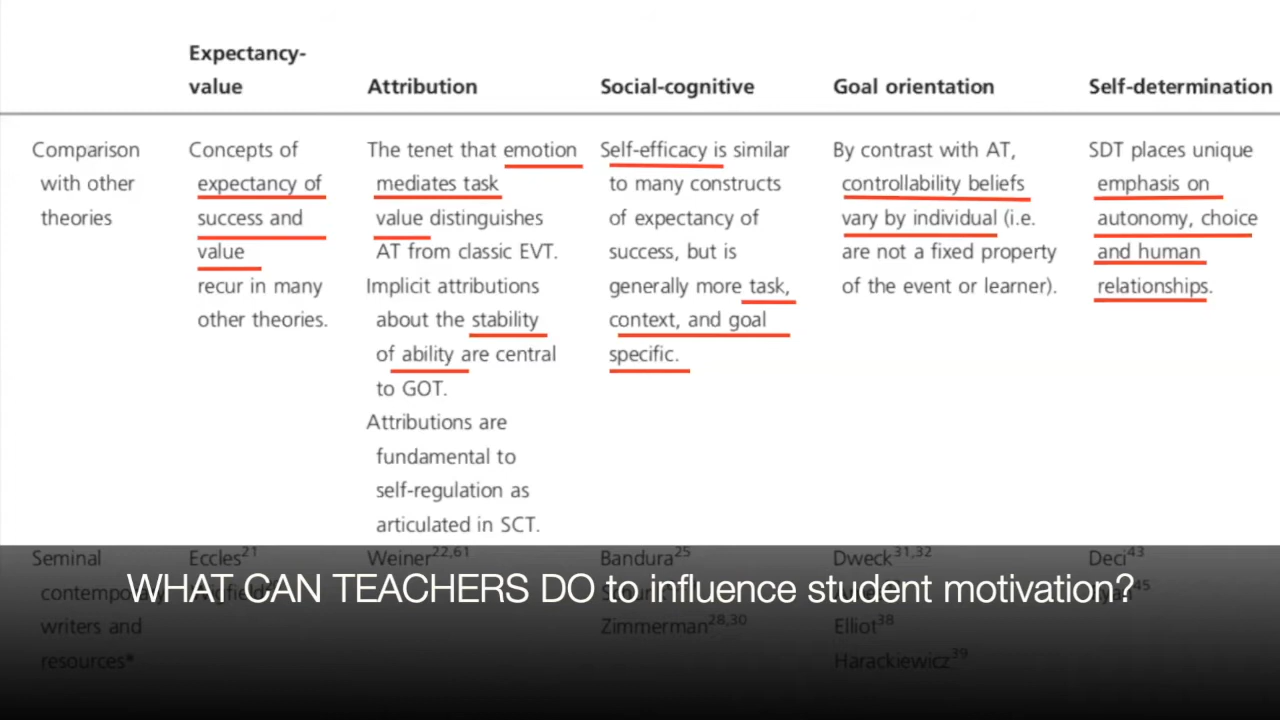 Expectancy-
value
Attribution
Social-cognitive
Goal orientation
Self-determination
Comparison
with other
theories
Concepts of
expectancy of
success and
value
recur in many
other theories.
The tenet that emotion
mediates task
value distinguishes
AT from classic EVT.
Implicit attributions
about the stability
of ability are central
to GOT.
Attributions are
fundamental to
self-regulation as
articulated in SCT.
Self-efficacy is similar
to many constructs
of expectancy of
success, but is
generally more task,
context, and goal
specific.
By contrast with AT,
controllability beliefs
vary by individual (i.e.
are not a fixed property
of the event or learner).
SDT places unique
emphasis on
autonomy, choice
and human
relationships.
Seminal
contemporary
writers and
resources*
Eccles21
Weiner22,61
Bandura25
Zimmerman28,30
Dweck31,32
Elliot38
Harackiewicz39
Deci43
WHAT CAN TEACHERS DO to influence student motivation?